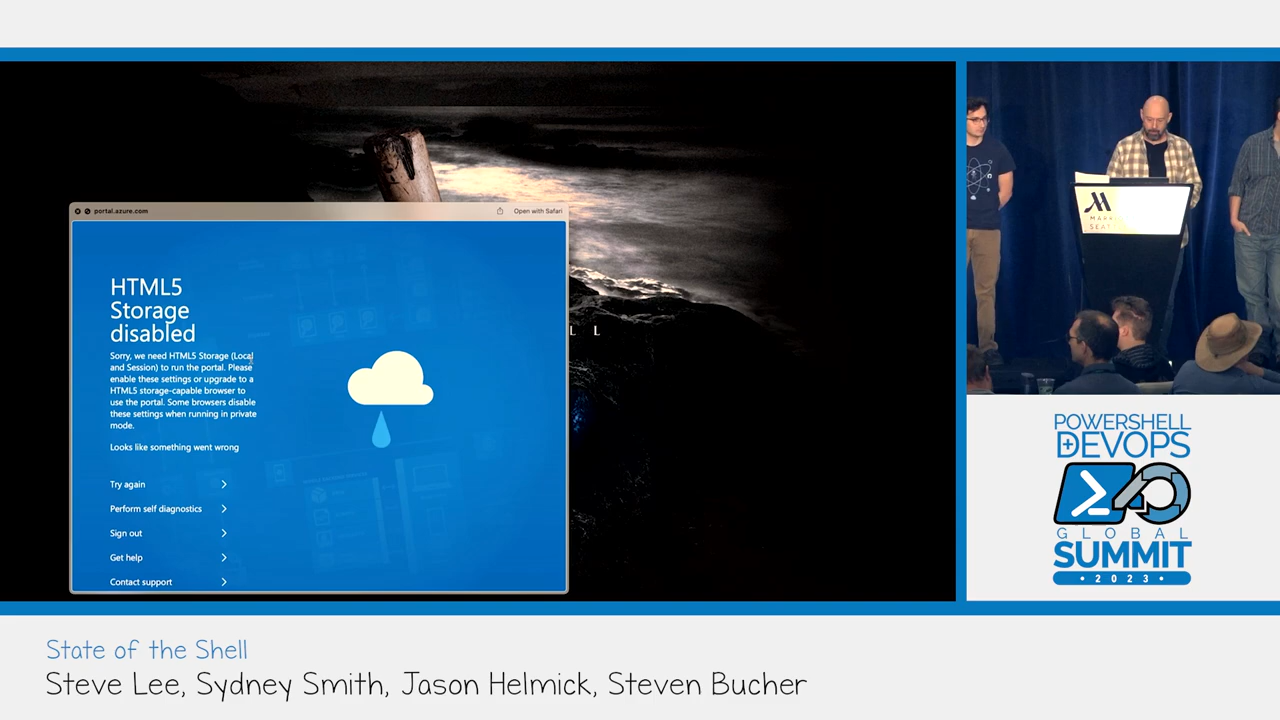 portal.azure.com
Open with Safari
HTML5
Storage
disabled
Sorry, we need HTML5 Storage (Local
and Session) to run the portal. Please
enable these settings or upgrade to a
HTML5 storage-capable browser to
use the portal. Some browsers disable
these settings when running in private
mode.
Looks like something went wrong
Try again
Perform self diagnostics
Sign out
Get help
Contact support
L L
POWERSHELL
+DEVOPS
GLOBAL
SUMMIT
• 2023 •
State of the Shell
Steve Lee, Sydney Smith, Jason Helmick, Steven Bucher